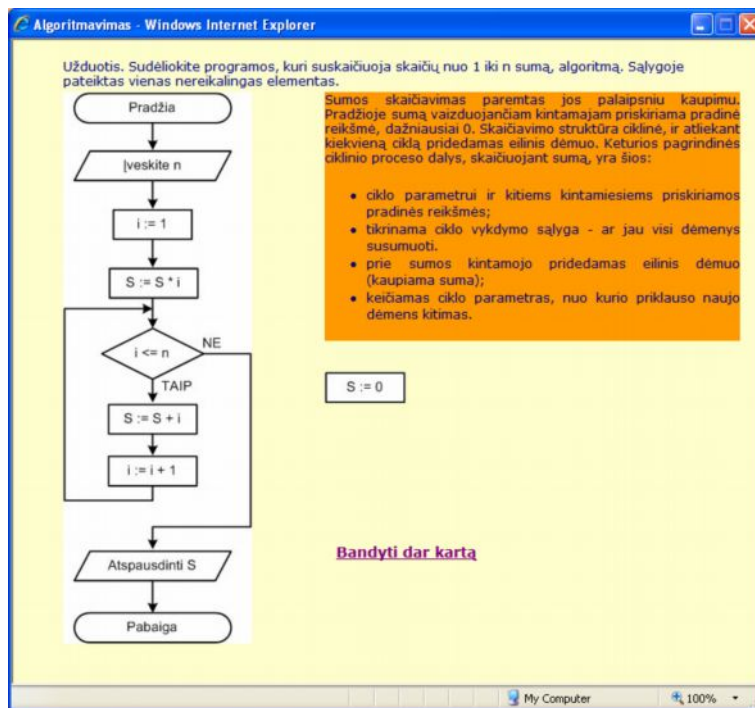 Algoritmavimas - Windows Internet Explorer
Užduotis. Sudėliokite programos, kuri suskaičiuoja skaičių nuo 1 iki n sumą, algoritmą. Sąlygoje
pateiktas vienas nereikalingas elementas.
Pradžia
Įveskite n
i := 1
S := S * i
i <= n
NE
TAIP
S := S + i
i := i + 1
Atspausdinti S
Pabaiga
Sumos skaičiavimas paremtas jos palaipsniu kaupimu.
Pradžioje sumą vaizduojančiam kintamajam priskiriama pradinė
reikšmė, dažniausiai 0. Skaičiavimo struktūra ciklinė, ir atliekant
kiekvieną ciklą pridedamas eilinis dėmuo. Keturios pagrindinės
ciklinio proceso dalys, skaičiuojant sumą, yra šios:
• ciklo parametrui ir kitiems kintamiesiems priskiriamos
pradinės reikšmės;
• tikrinama ciklo vykdymo sąlyga - ar jau visi dėmenys
susumuoti.
• prie sumos kintamojo pridedamas eilinis dėmuo
(kaupiama suma);
• keičiamas ciklo parametras, nuo kurio priklauso naujo
dėmens kitimas.
S := 0
Bandyti dar kartą
My Computer
100%